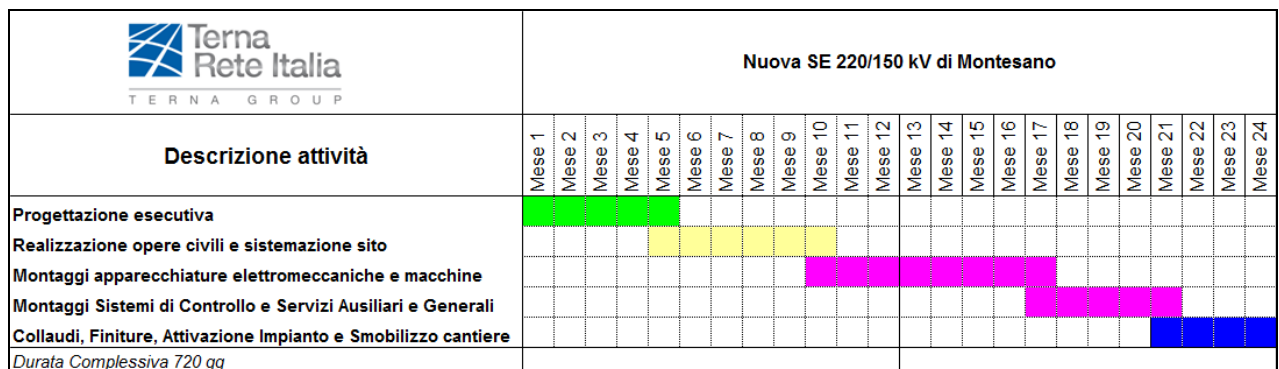 Terna
Rete Italia
TERNA GROUP
Nuova SE 220/150 kV di Montesano
Descrizione attività
Mese 1
Mese 2
Mese 3
Mese 4
Mese 5
Mese 6
Mese 7
Mese 8
Mese 9
Mese 10
Mese 11
Mese 12
Mese 13
Mese 14
Mese 15
Mese 16
Mese 17
Mese 18
Mese 19
Mese 20
Mese 21
Mese 22
Mese 23
Mese 24
Progettazione esecutiva
Realizzazione opere civili e sistemazione sito
Montaggi apparecchiature elettromeccaniche e macchine
Montaggi Sistemi di Controllo e Servizi Ausiliari e Generali
Collaudi, Finiture, Attivazione Impianto e Smobilizzo cantiere
Durata Complessiva 720 gg